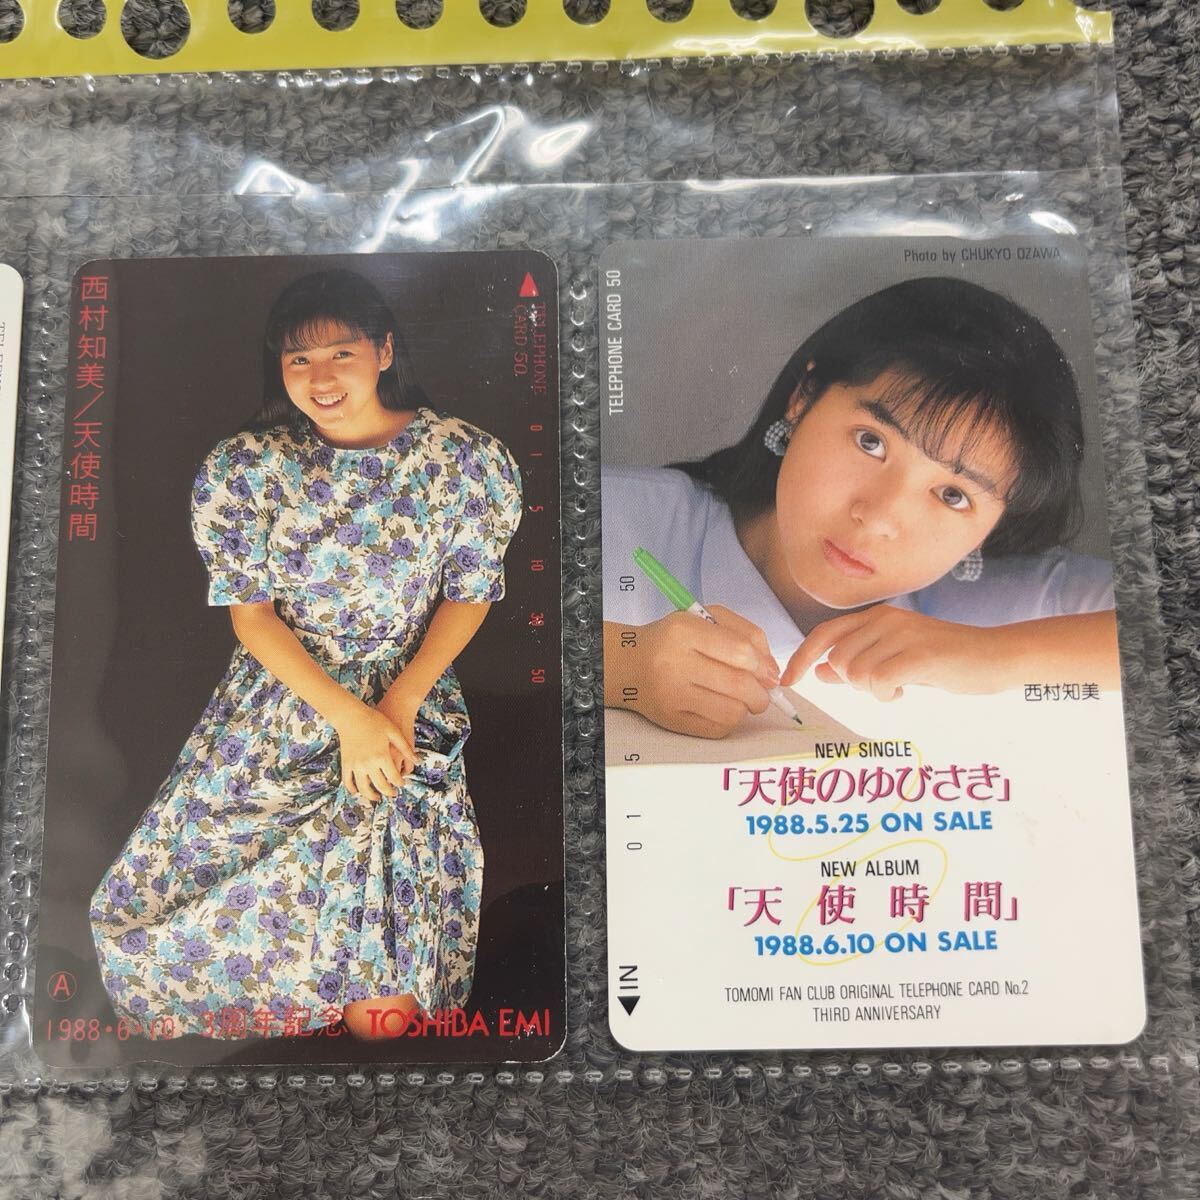 西村知美／天使時間
TELEPHONE
CARD 50
0
1
5
10
30
50
A
1988・6・10 3周年記念 TOSHIBA EMI
Photo by CHUKYO OZAWA
TELEPHONE CARD 50
50
30
10
5
1
0
◀IN
西村知美
NEW SINGLE
「天使のゆびさき」
1988.5.25 ON SALE
NEW ALBUM
「天使時間」
1988.6.10 ON SALE
TOMOMI FAN CLUB ORIGINAL TELEPHONE CARD No.2
THIRD ANNIVERSARY